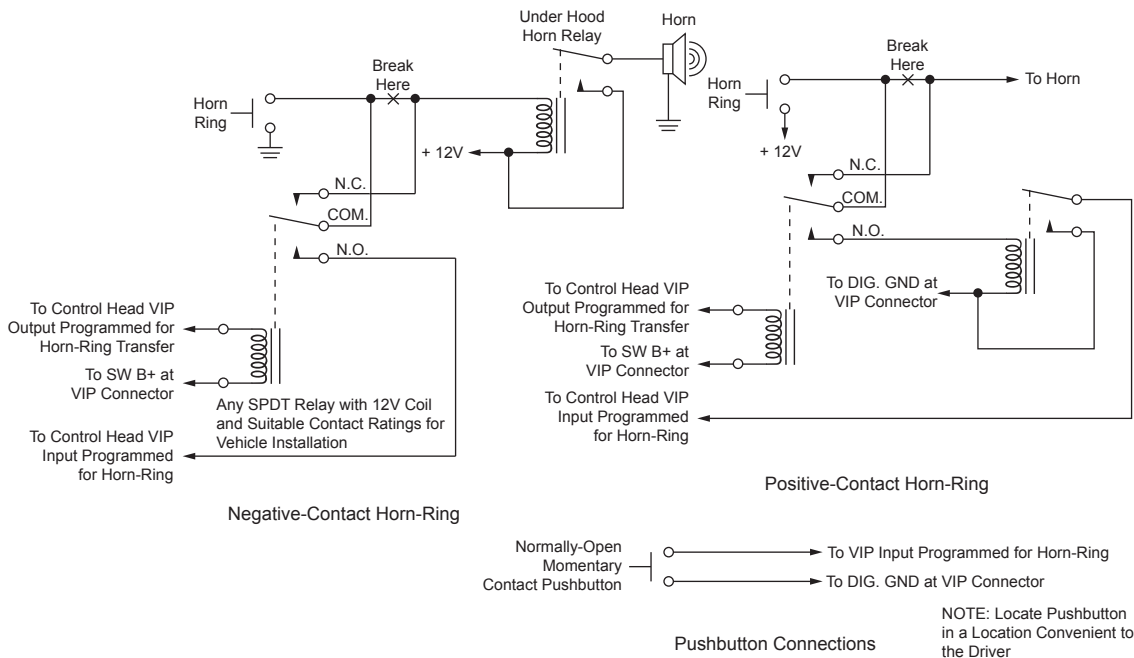 Under Hood
Horn Relay
Horn
Break
Here
Horn
Ring
+ 12V
N.C.
COM.
N.O.
To Control Head VIP
Output Programmed for
Horn-Ring Transfer
To SW B+ at
VIP Connector
Any SPDT Relay with 12V Coil
and Suitable Contact Ratings for
Vehicle Installation
To Control Head VIP
Input Programmed
for Horn-Ring
Negative-Contact Horn-Ring
Break
Here
To Horn
Horn
Ring
+ 12V
N.C.
COM.
N.O.
To DIG. GND at
VIP Connector
To Control Head VIP
Output Programmed for
Horn-Ring Transfer
To SW B+ at
VIP Connector
To Control Head VIP
Input Programmed
for Horn-Ring
Positive-Contact Horn-Ring
Normally-Open
Momentary
Contact Pushbutton
To VIP Input Programmed for Horn-Ring
To DIG. GND at VIP Connector
Pushbutton Connections
NOTE: Locate Pushbutton
in a Location Convenient to
the Driver